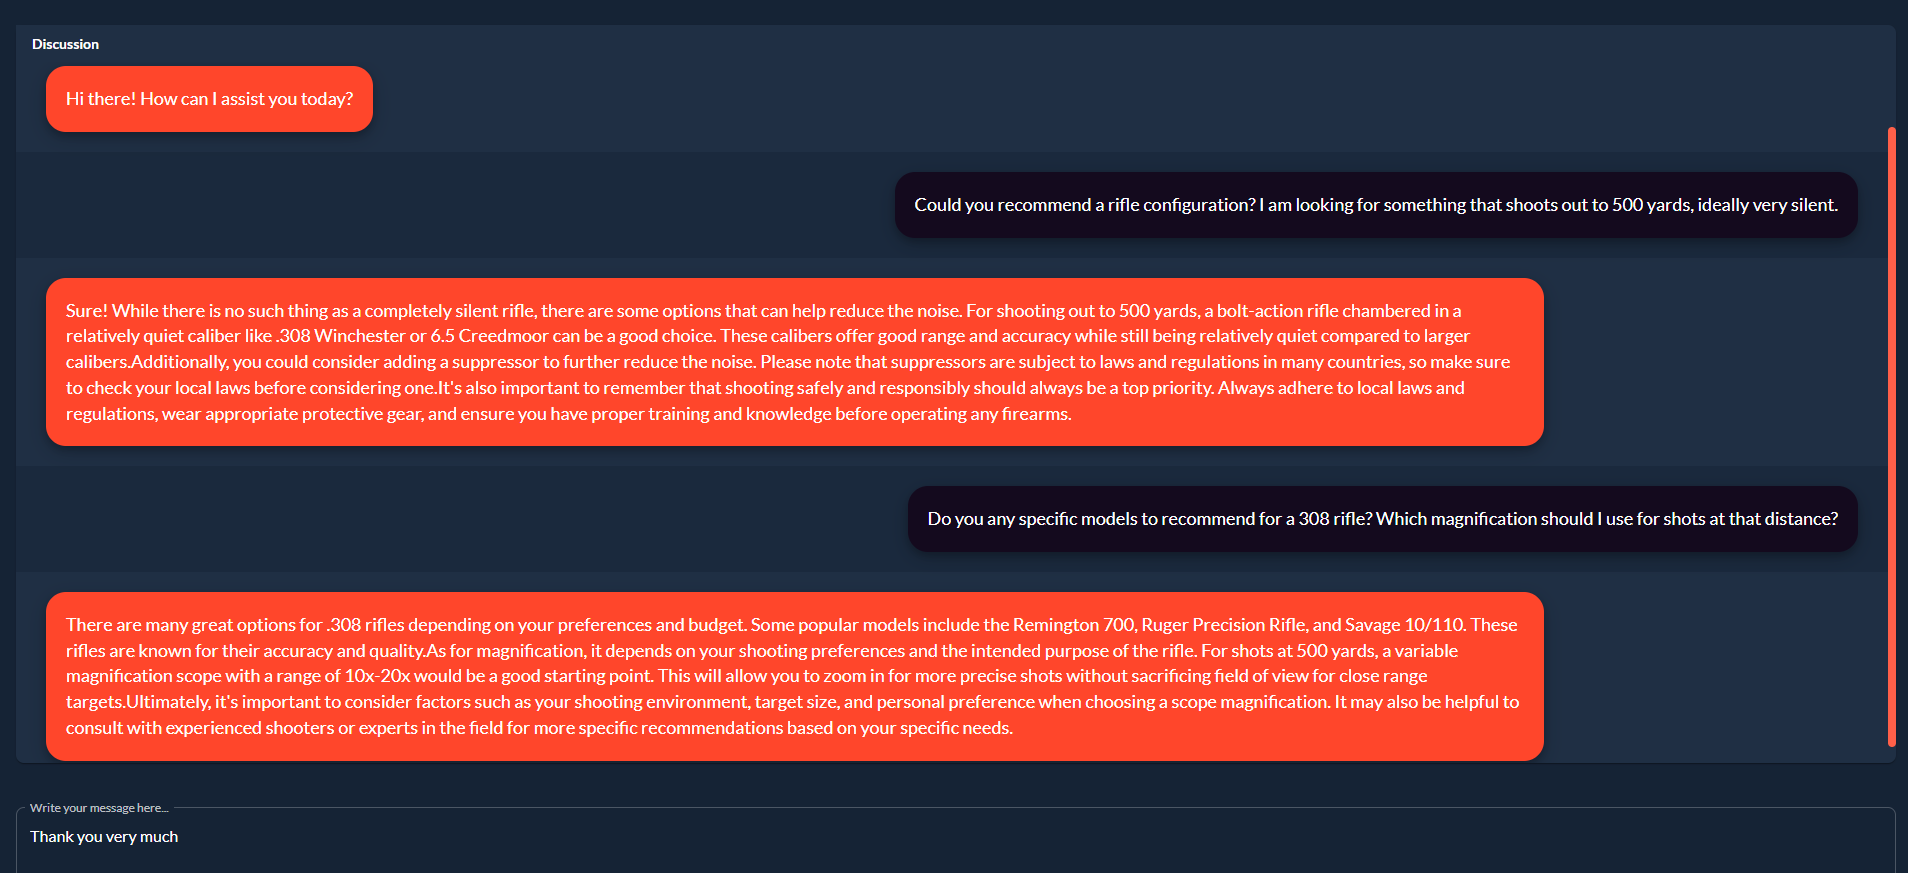 Discussion
Hi there! How can I assist you today?
Could you recommend a rifle configuration? I am looking for something that shoots out to 500 yards, ideally very silent.
Sure! While there is no such thing as a completely silent rifle, there are some options that can help reduce the noise. For shooting out to 500 yards, a bolt-action rifle chambered in a
relatively quiet caliber like .308 Winchester or 6.5 Creedmoor can be a good choice. These calibers offer good range and accuracy while still being relatively quiet compared to larger
calibers.Additionally, you could consider adding a suppressor to further reduce the noise. Please note that suppressors are subject to laws and regulations in many countries, so make sure
to check your local laws before considering one.It's also important to remember that shooting safely and responsibly should always be a top priority. Always adhere to local laws and
regulations, wear appropriate protective gear, and ensure you have proper training and knowledge before operating any firearms.
Do you any specific models to recommend for a 308 rifle? Which magnification should I use for shots at that distance?
There are many great options for .308 rifles depending on your preferences and budget. Some popular models include the Remington 700, Ruger Precision Rifle, and Savage 10/110. These
rifles are known for their accuracy and quality.As for magnification, it depends on your shooting preferences and the intended purpose of the rifle. For shots at 500 yards, a variable
magnification scope with a range of 10x-20x would be a good starting point. This will allow you to zoom in for more precise shots without sacrificing field of view for close range
targets.Ultimately, it's important to consider factors such as your shooting environment, target size, and personal preference when choosing a scope magnification. It may also be helpful to
consult with experienced shooters or experts in the field for more specific recommendations based on your specific needs.
Write your message here...
Thank you very much